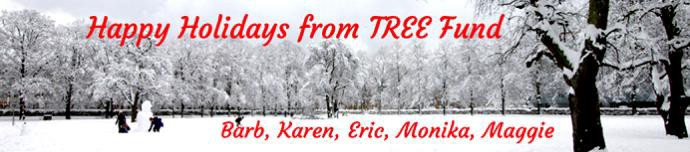 Happy Holidays from TREE Fund
Barb, Karen, Eric, Monika, Maggie